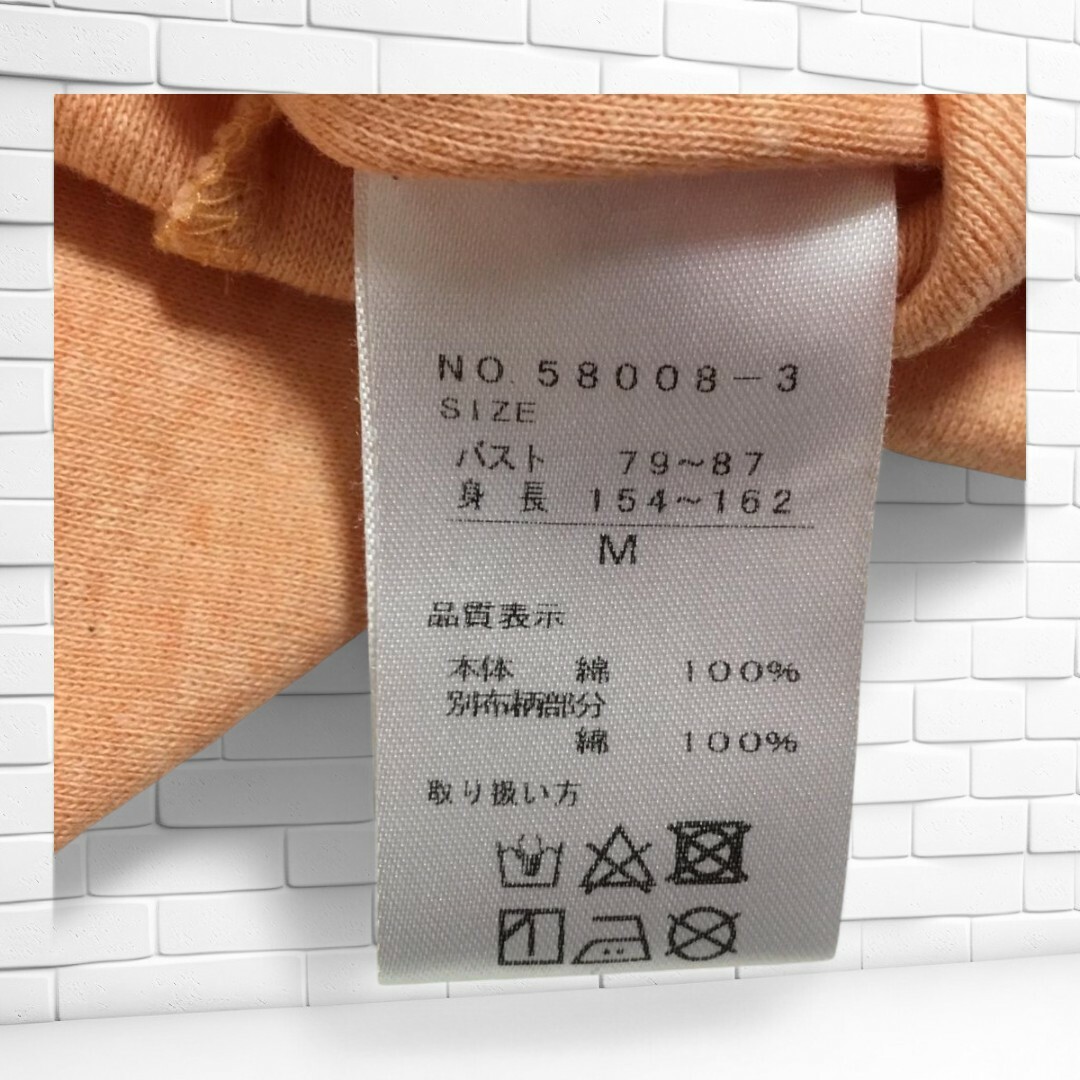 NO. 58008-3
SIZE
バスト 79~87
身長 154~162
M
品質表示
本体 綿 100%
別布柄部分
綿 100%
取り扱い方